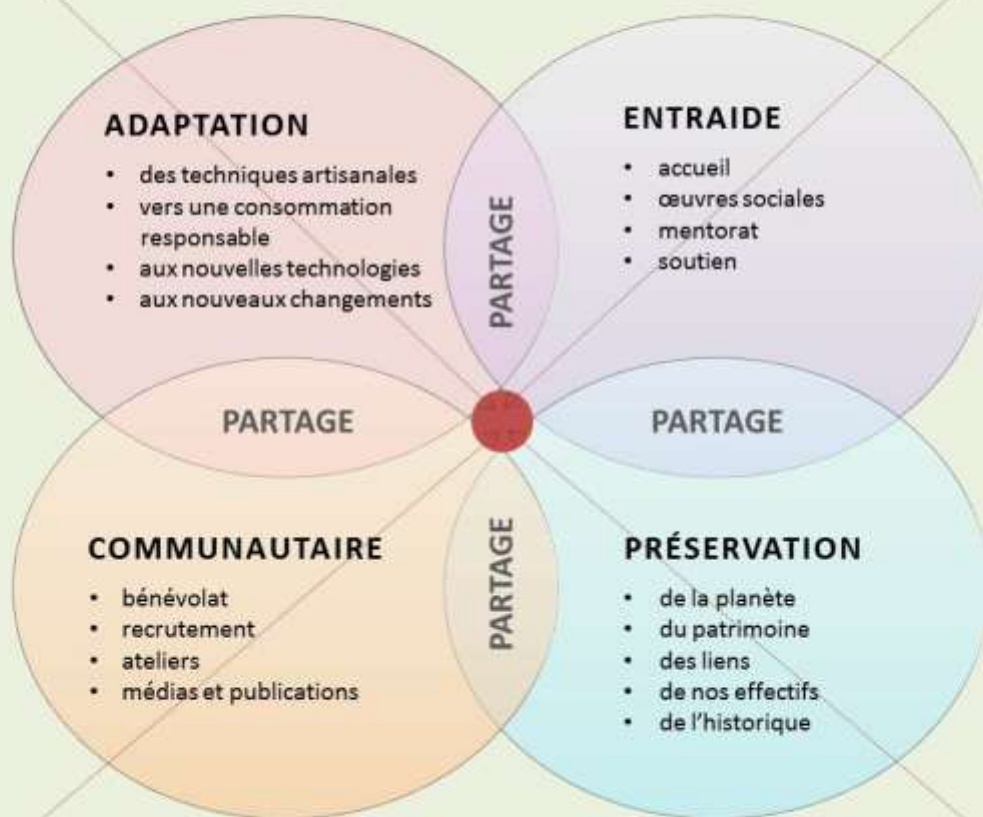 ADAPTATION
• des techniques artisanales
• vers une consommation
responsable
• aux nouvelles technologies
• aux nouveaux changements
ENTRAIDE
• accueil
• œuvres sociales
• mentorat
• soutien
PARTAGE
PARTAGE
PARTAGE
PARTAGE
COMMUNAUTAIRE
• bénévolat
• recrutement
• ateliers
• médias et publications
PRÉSERVATION
• de la planète
• du patrimoine
• des liens
• de nos effectifs
• de l'historique